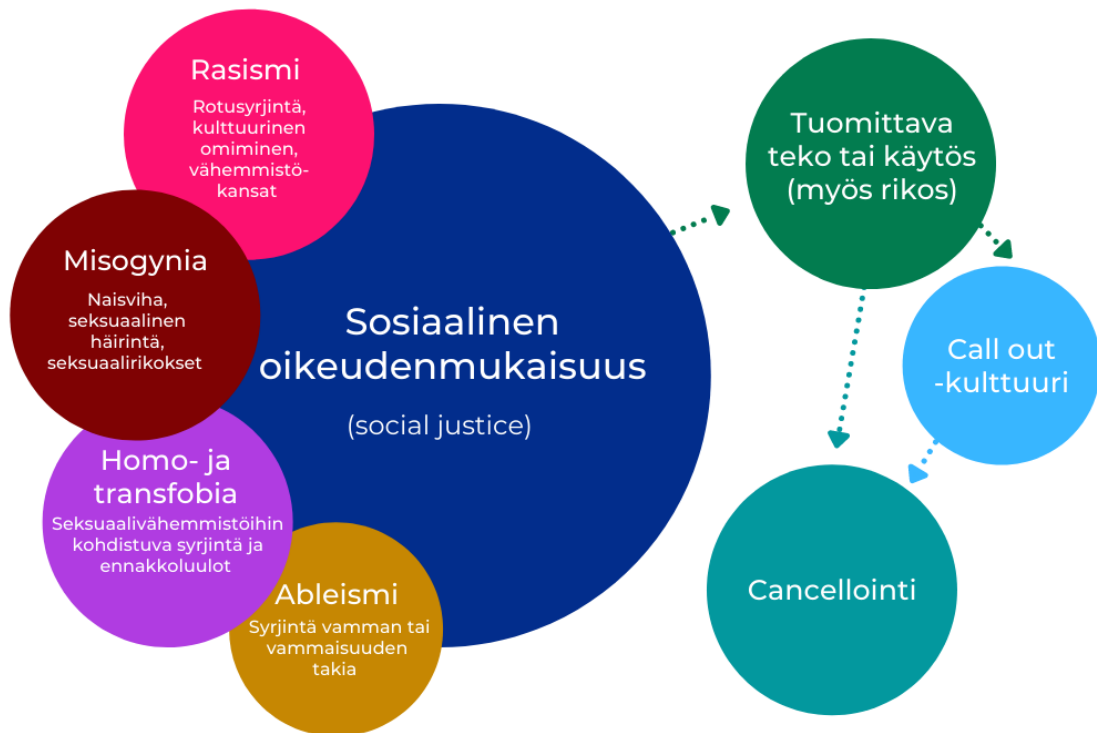 Rasismi
Rotusyrjintä,
kulttuurinen
omiminen,
vähemmistö-
kansat
Misogynia
Naisviha,
seksuaalinen
häirintä,
seksuaalirikokset
Homo- ja
transfobia
Seksuaalivähemmistöihin
kohdistuva syrjintä ja
ennakkoluulot
Ableismi
Syrjintä vamman tai
vammaisuuden
takia
Sosiaalinen
oikeudenmukaisuus
(social justice)
Tuomittava
teko tai käytös
(myös rikos)
Call out
-kulttuuri
Cancellointi